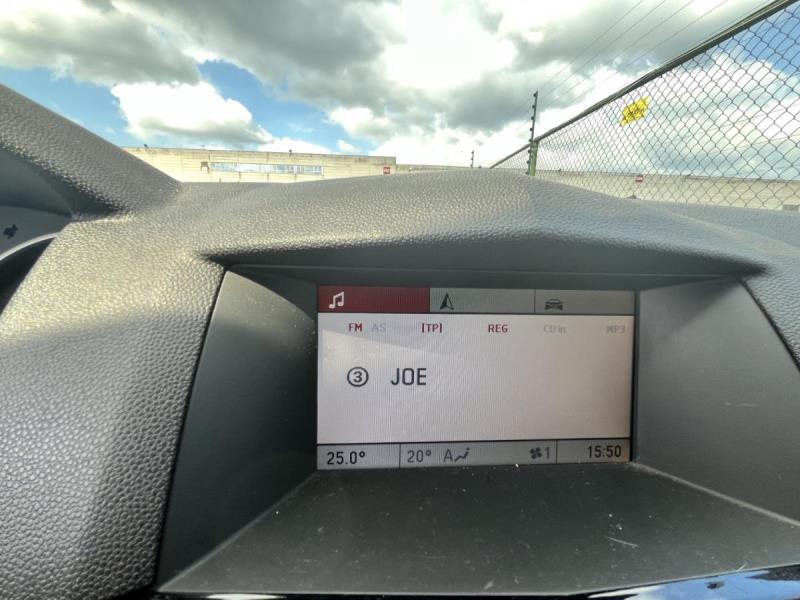 FM AS [TP] REG CD in MP3
3 JOE
25.0° 20° A 1 15:50